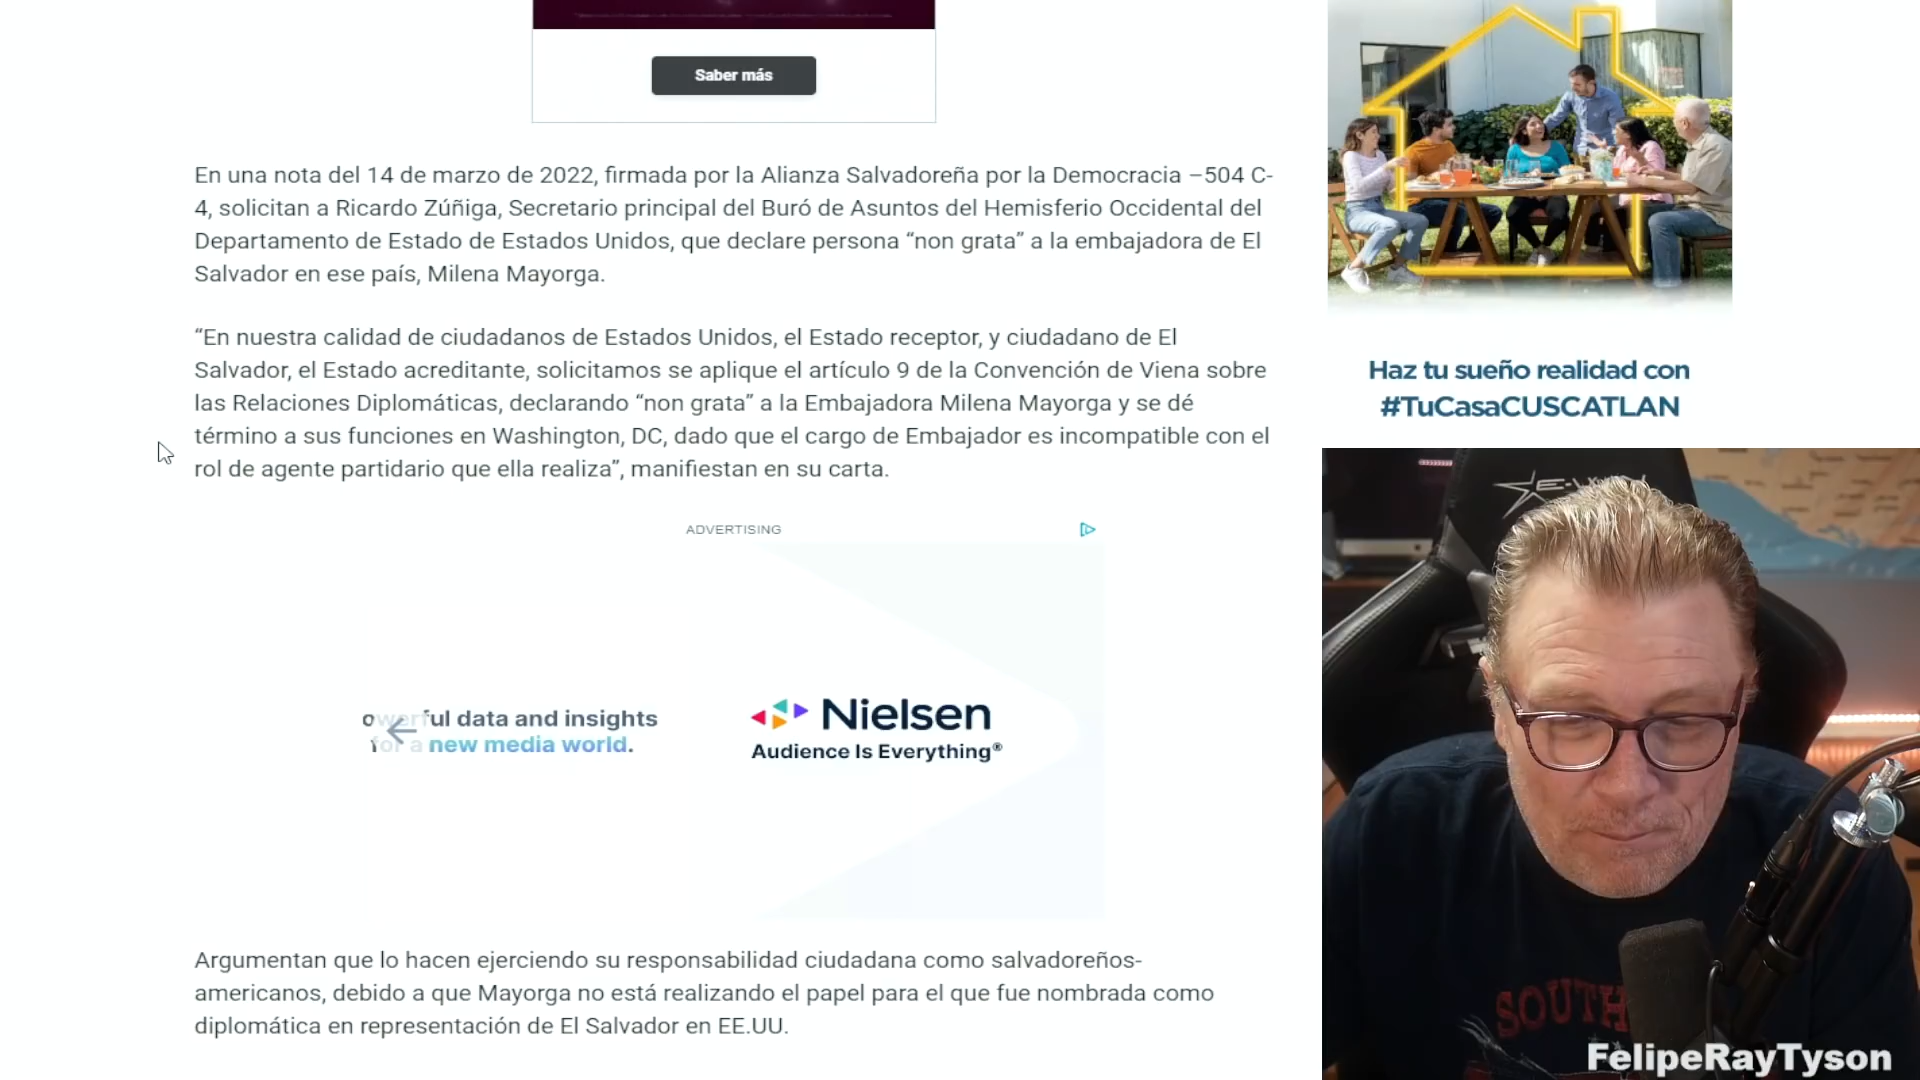 Saber más
En una nota del 14 de marzo de 2022, firmada por la Alianza Salvadoreña por la Democracia –504 C-
4, solicitan a Ricardo Zúñiga, Secretario principal del Buró de Asuntos del Hemisferio Occidental del
Departamento de Estado de Estados Unidos, que declare persona “non grata” a la embajadora de El
Salvador en ese país, Milena Mayorga.
“En nuestra calidad de ciudadanos de Estados Unidos, el Estado receptor, y ciudadano de El
Salvador, el Estado acreditante, solicitamos se aplique el artículo 9 de la Convención de Viena sobre
las Relaciones Diplomáticas, declarando “non grata” a la Embajadora Milena Mayorga y se dé
término a sus funciones en Washington, DC, dado que el cargo de Embajador es incompatible con el
rol de agente partidario que ella realiza”, manifiestan en su carta.
ADVERTISING
owerful data and insights
for a new media world.
Nielsen
Audience Is Everything®
Argumentan que lo hacen ejerciendo su responsabilidad ciudadana como salvadoreños-
americanos, debido a que Mayorga no está realizando el papel para el que fue nombrada como
diplomática en representación de El Salvador en EE.UU.
Haz tu sueño realidad con
#TuCasaCUSCATLAN
SOUTH
FelipeRayTyson